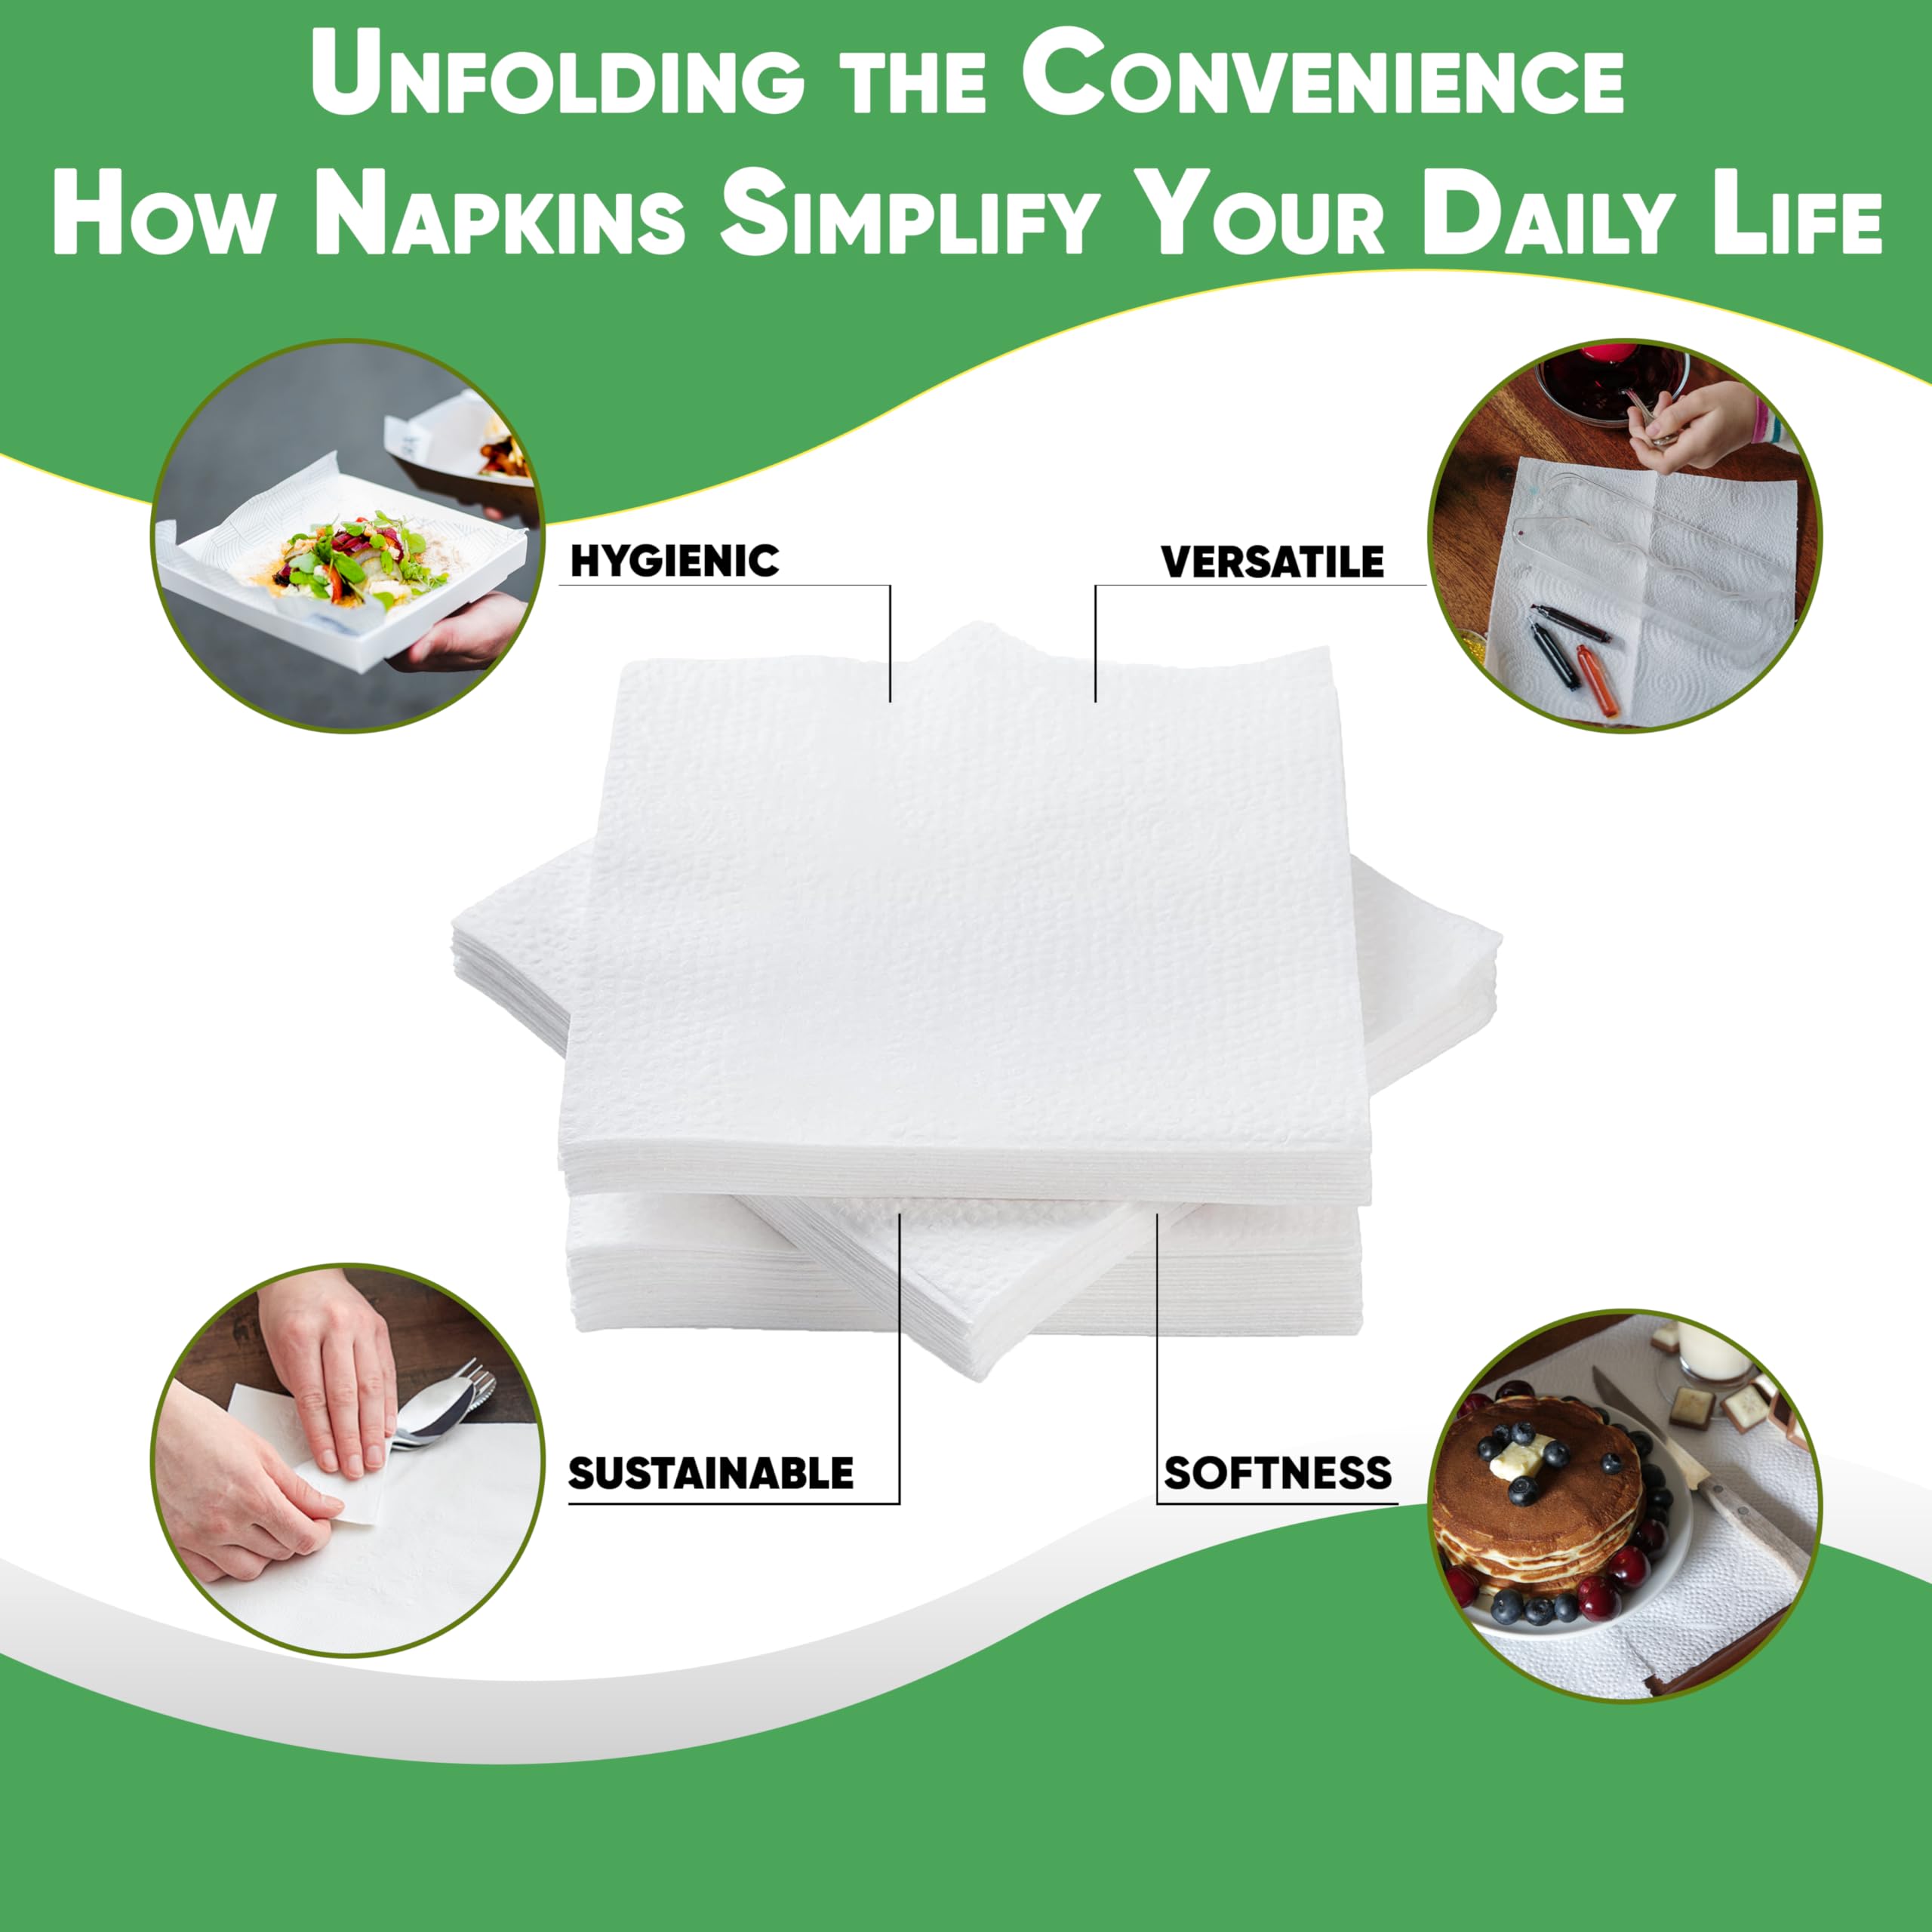 Unfolding the Convenience
How Napkins Simplify Your Daily Life
HYGIENIC
VERSATILE
SUSTAINABLE
SOFTNESS